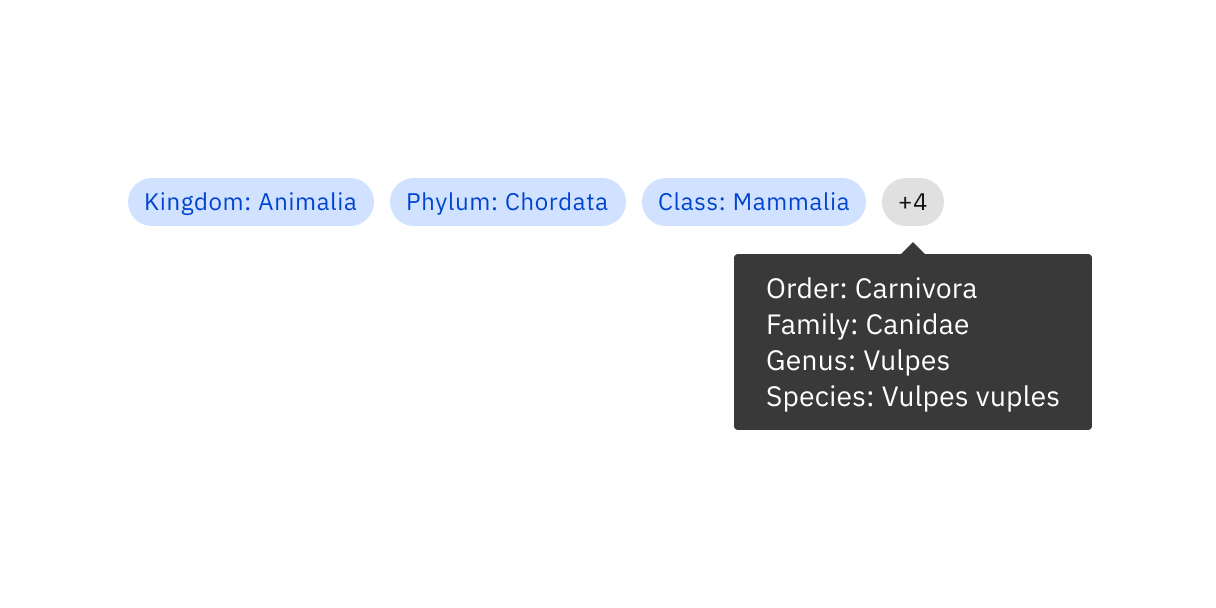 Kingdom: Animalia Phylum: Chordata Class: Mammalia +4
Order: Carnivora
Family: Canidae
Genus: Vulpes
Species: Vulpes vuples